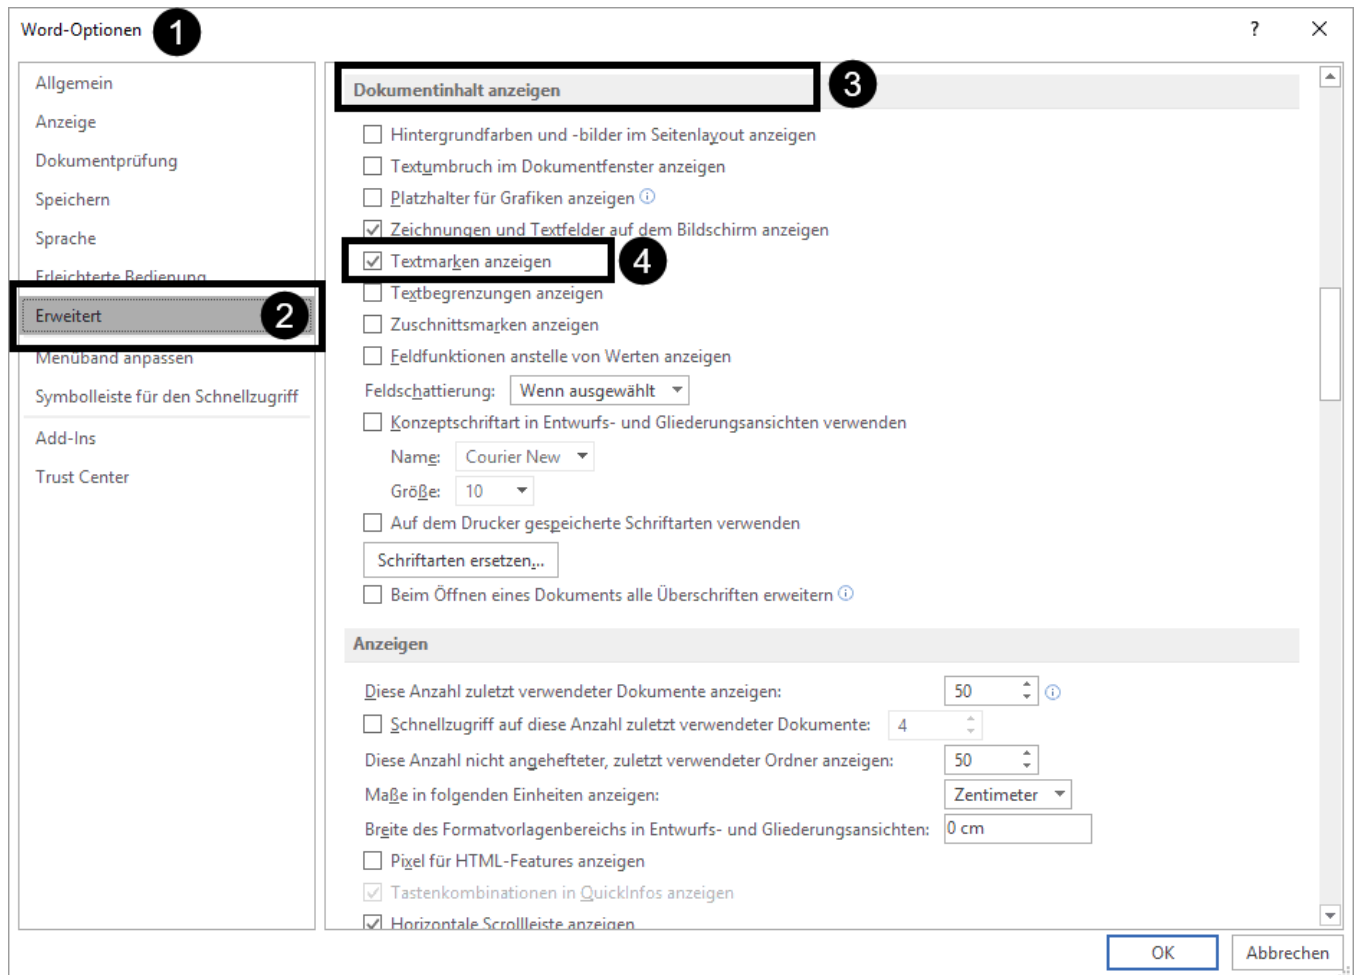 Word-Optionen 1 ?
Allgemein
Anzeige
Dokumentprüfung
Speichern
Sprache
Erleichterte Bedienung
Erweitert 2
Menüband anpassen
Symbolleiste für den Schnellzugriff
Add-Ins
Trust Center
Dokumentinhalt anzeigen 3
Hintergrundfarben und -bilder im Seitenlayout anzeigen
Textumbruch im Dokumentfenster anzeigen
Platzhalter für Grafiken anzeigen
Zeichnungen und Textfelder auf dem Bildschirm anzeigen
Textmarken anzeigen 4
Textbegrenzungen anzeigen
Zuschnittsmarken anzeigen
Feldfunktionen anstelle von Werten anzeigen
Feldschattierung: Wenn ausgewählt
Konzeptschriftart in Entwurfs- und Gliederungsansichten verwenden
Name: Courier New
Größe: 10
Auf dem Drucker gespeicherte Schriftarten verwenden
Schriftarten ersetzen...
Beim Öffnen eines Dokuments alle Überschriften erweitern
Anzeigen
Diese Anzahl zuletzt verwendeter Dokumente anzeigen: 50
Schnellzugriff auf diese Anzahl zuletzt verwendeter Dokumente: 4
Diese Anzahl nicht angehefteter, zuletzt verwendeter Ordner anzeigen: 50
Maße in folgenden Einheiten anzeigen: Zentimeter
Breite des Formatvorlagenbereichs in Entwurfs- und Gliederungsansichten: 0 cm
Pixel für HTML-Features anzeigen
Tastenkombinationen in QuickInfos anzeigen
Horizontale Scrollleiste anzeigen
OK Abbrechen